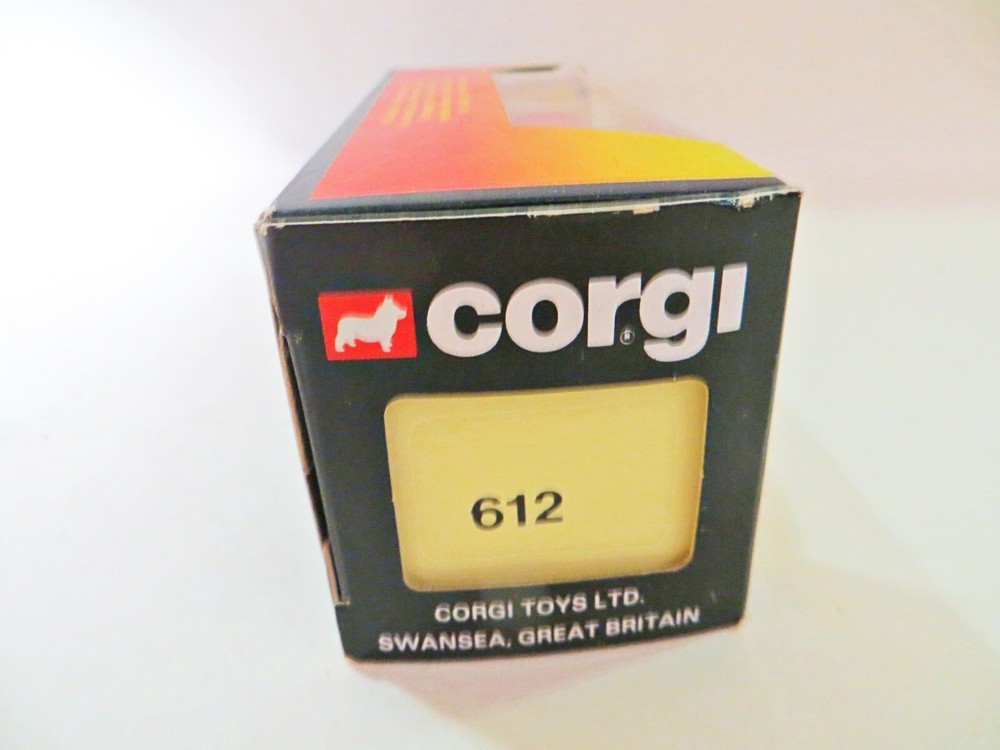 corgi
®
612
CORGI TOYS LTD.
SWANSEA, GREAT BRITAIN